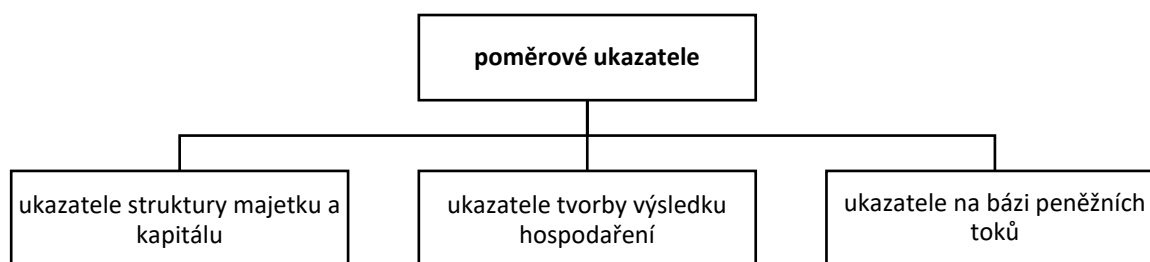 poměrové ukazatele
ukazatele struktury majetku a
kapitálu
ukazatele tvorby výsledku
hospodaření
ukazatele na bázi peněžních
toků